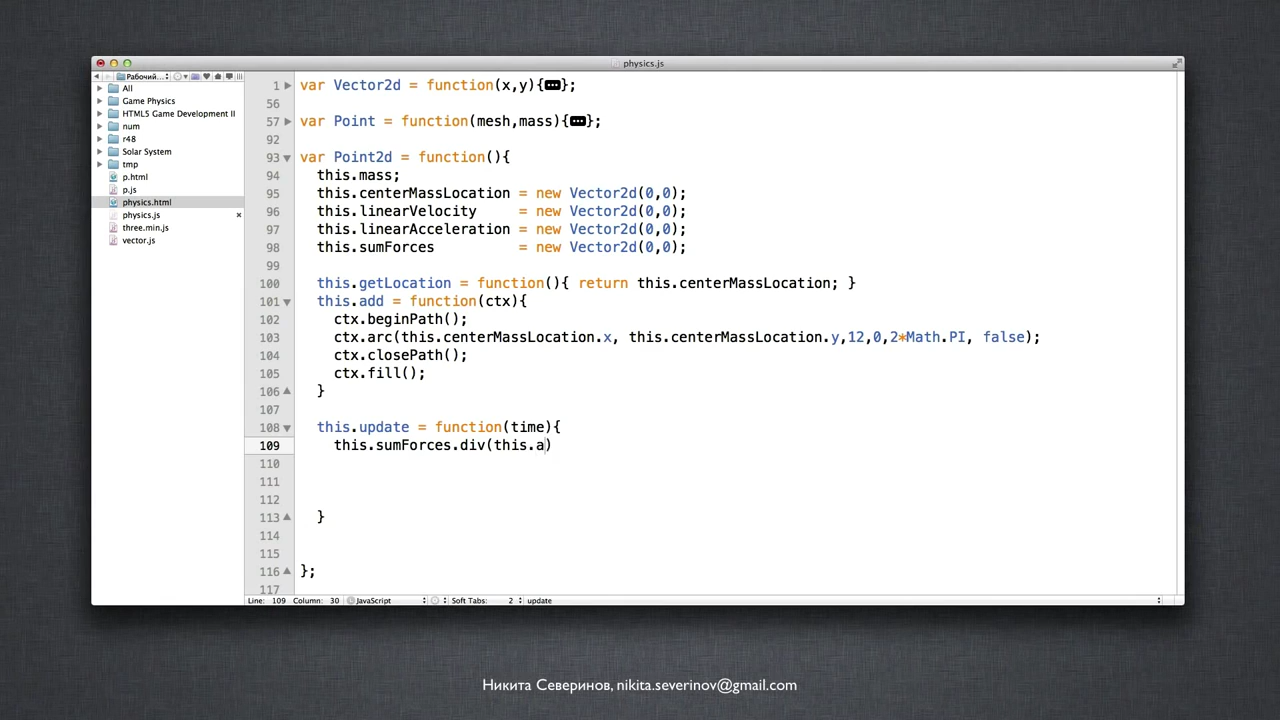 physics.js
Рабочий...
All
Game Physics
HTML5 Game Development II
num
r48
Solar System
tmp
p.html
p.js
physics.html
physics.js
three.min.js
vector.js
1 var Vector2d = function(x,y){...};
56
57 var Point = function(mesh,mass){...};
92
93 var Point2d = function(){
94 this.mass;
95 this.centerMassLocation = new Vector2d(0,0);
96 this.linearVelocity = new Vector2d(0,0);
97 this.linearAcceleration = new Vector2d(0,0);
98 this.sumForces = new Vector2d(0,0);
99
100 this.getLocation = function(){ return this.centerMassLocation; }
101 this.add = function(ctx){
102 ctx.beginPath();
103 ctx.arc(this.centerMassLocation.x, this.centerMassLocation.y,12,0,2*Math.PI, false);
104 ctx.closePath();
105 ctx.fill();
106 }
107
108 this.update = function(time){
109 this.sumForces.div(this.a)
110
111
112
113 }
114
115
116 };
117
Line: 109 Column: 30 JavaScript Soft Tabs: 2 update
Никита Северинов, nikita.severinov@gmail.com